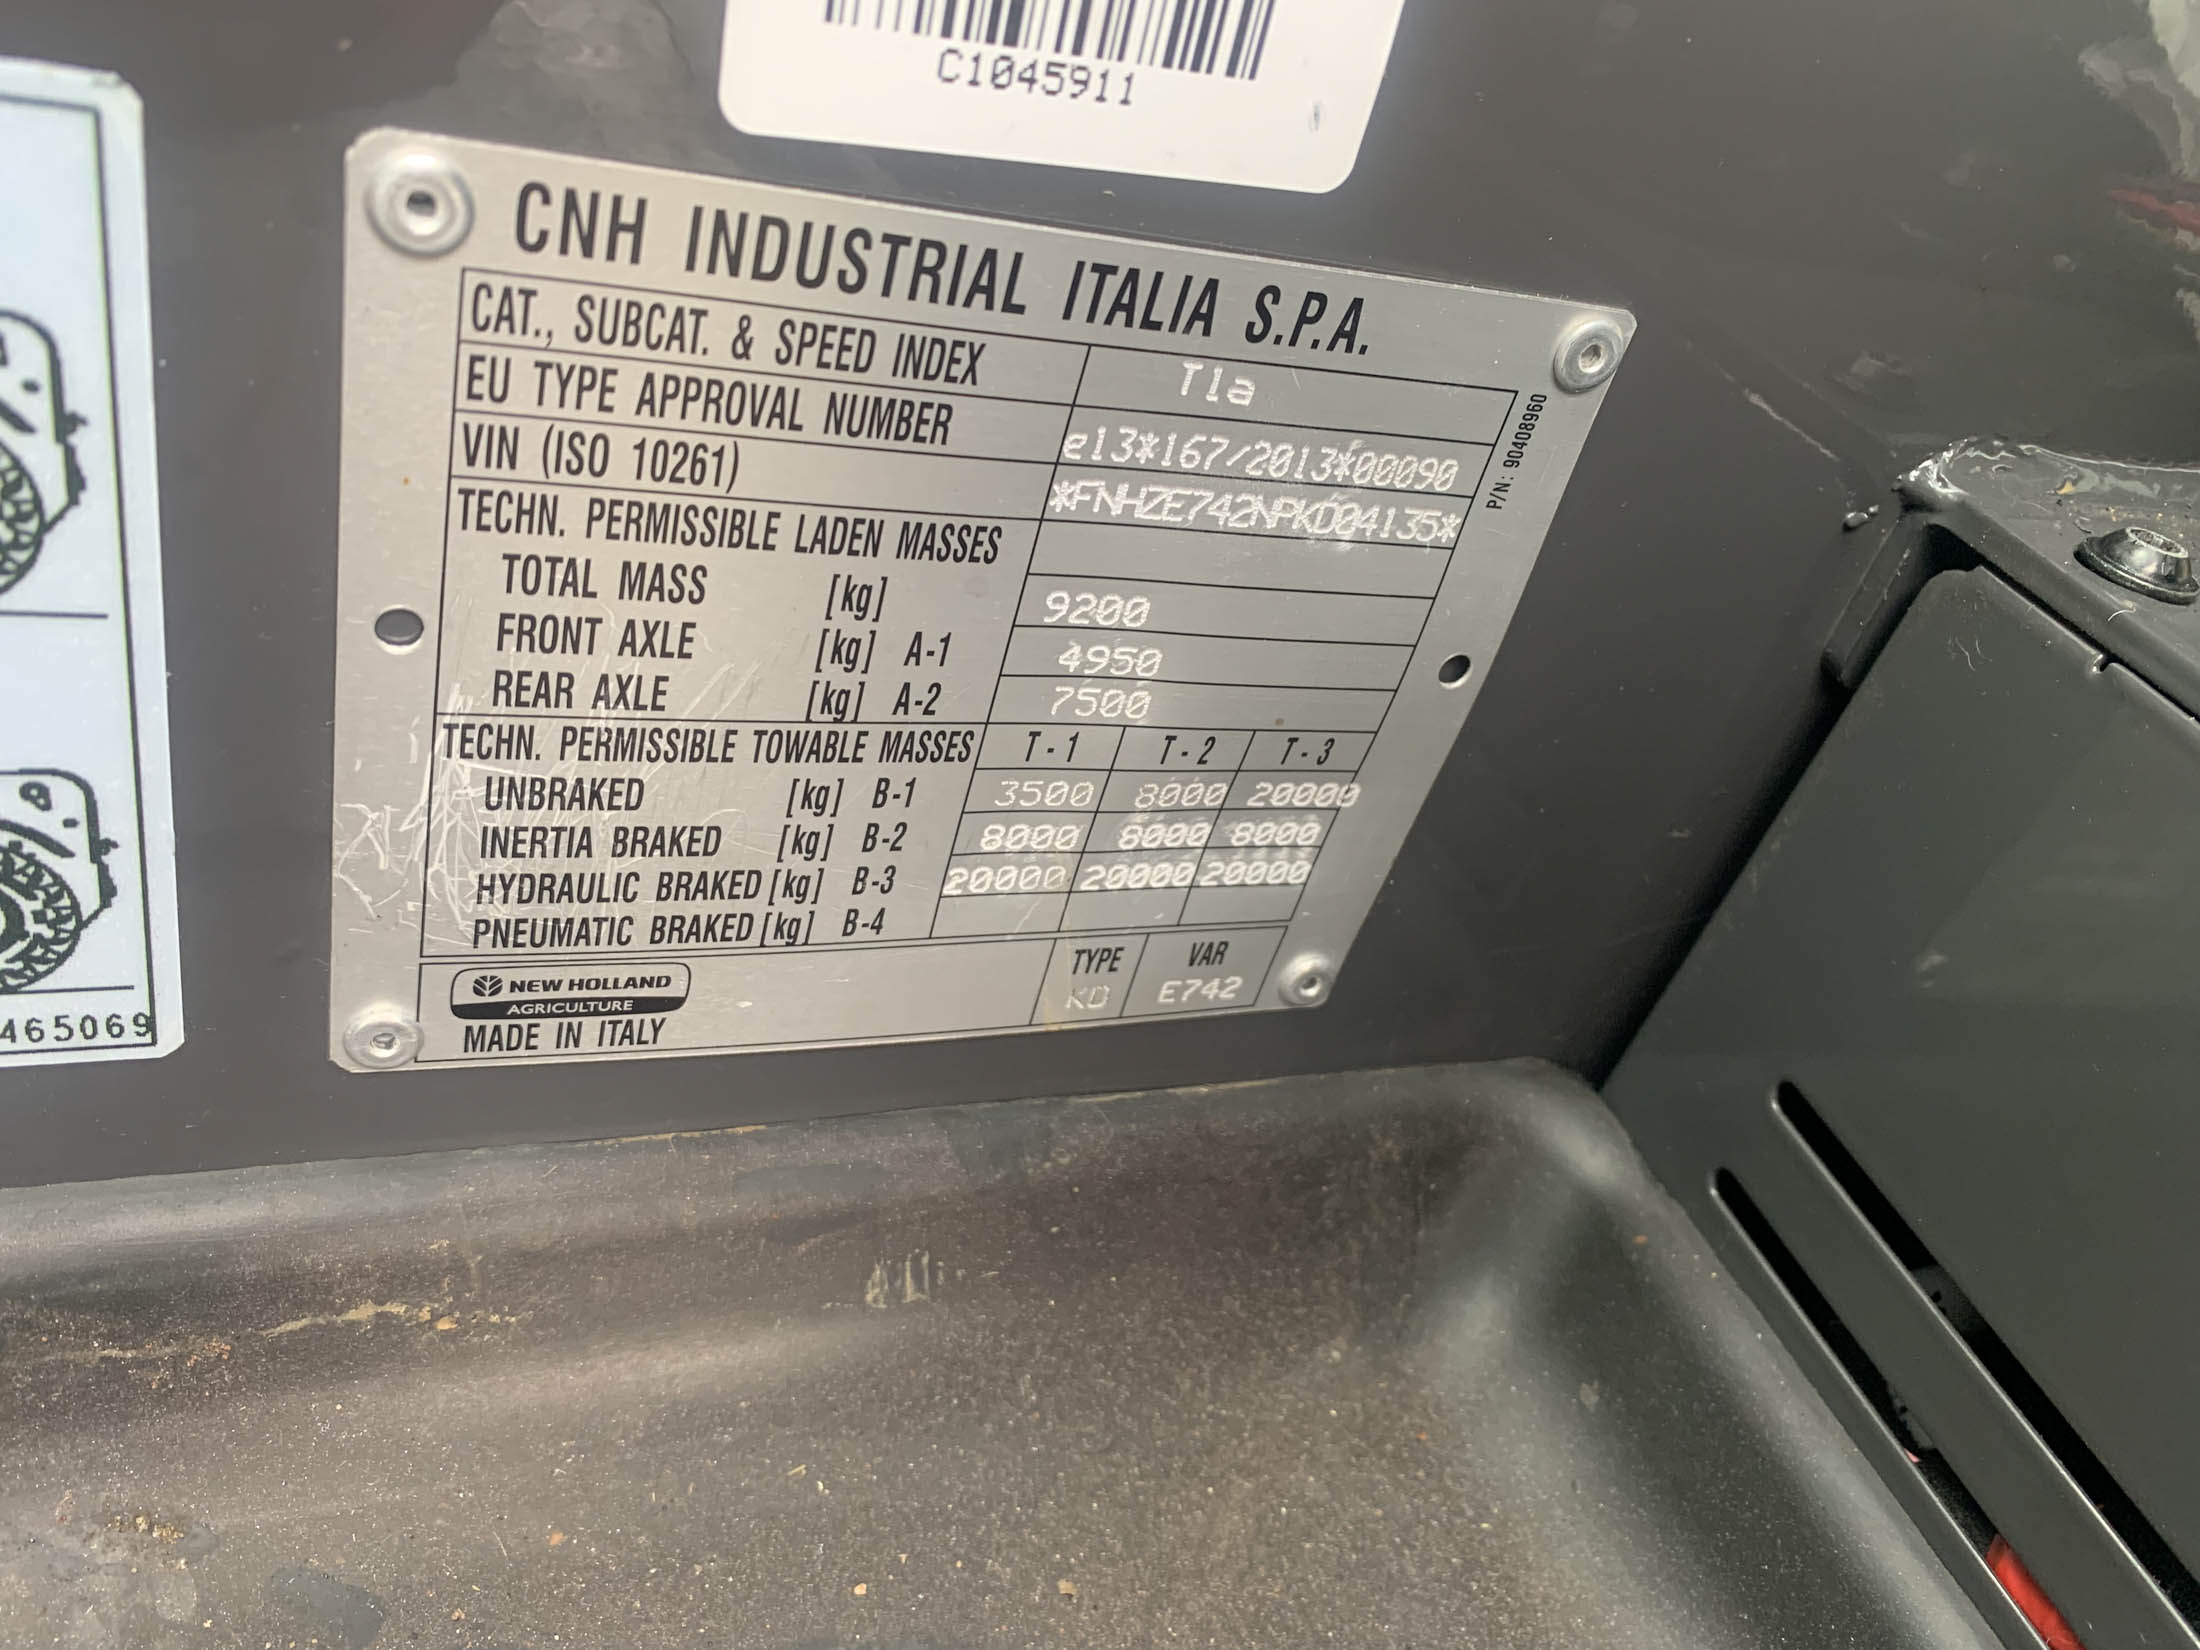 C1045911
CNH INDUSTRIAL ITALIA S.P.A.
CAT., SUBCAT. & SPEED INDEX T1a
EU TYPE APPROVAL NUMBER e13*167/2013*00090
VIN (ISO 10261) *FNHZE742NPKD04135*
TECHN. PERMISSIBLE LADEN MASSES
TOTAL MASS [kg] 9200
FRONT AXLE [kg] A-1 4950
REAR AXLE [kg] A-2 7500
TECHN. PERMISSIBLE TOWABLE MASSES T-1 T-2 T-3
UNBRAKED [kg] B-1 3500 8000 20000
INERTIA BRAKED [kg] B-2 8000 8000 8000
HYDRAULIC BRAKED [kg] B-3 20000 20000 20000
PNEUMATIC BRAKED [kg] B-4
NEW HOLLAND
AGRICULTURE
MADE IN ITALY
TYPE VAR
KD E742
P/N: 90408960
465069